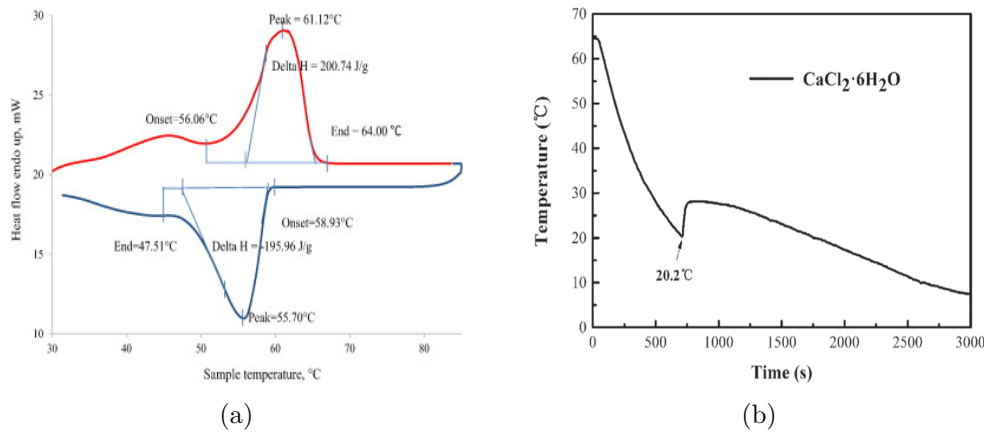 Peak = 61.12°C
Delta H = 200.74 J/g
Onset=56.06°C
End = 64.00 °C
Onset=58.93°C
End=47.51°C
Delta H = -195.96 J/g
Peak=55.70°C
Heat flow endo up, mW
30
25
20
15
10
30
40
50
60
70
80
Sample temperature, °C
(a)
Temperature (℃)
70
60
50
40
30
20
10
0
CaCl₂·6H₂O
20.2℃
0
500
1000
1500
2000
2500
3000
Time (s)
(b)